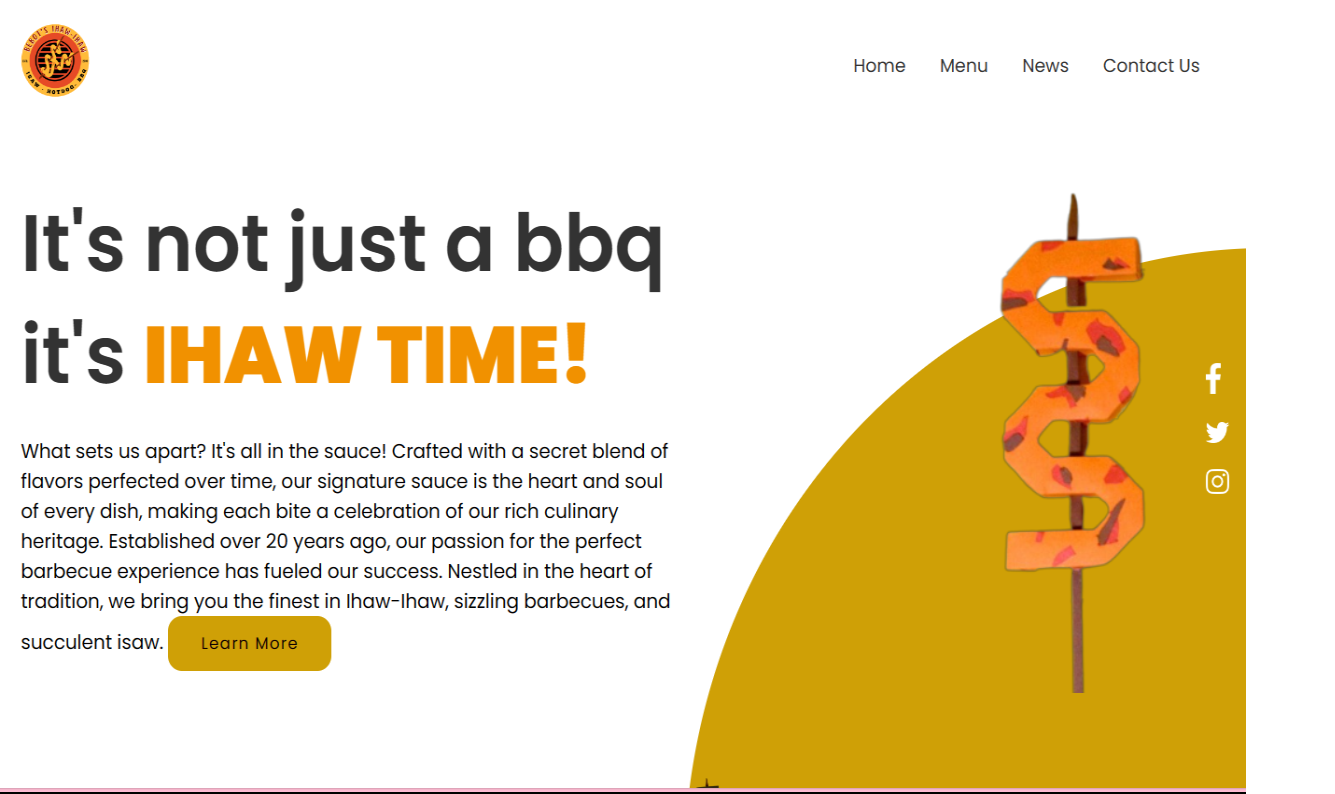 BEBOT'S IHAW-IHAW
IHAW · HOTDOG · BBQ
Home Menu News Contact Us
It's not just a bbq
it's IHAW TIME!
What sets us apart? It's all in the sauce! Crafted with a secret blend of
flavors perfected over time, our signature sauce is the heart and soul
of every dish, making each bite a celebration of our rich culinary
heritage. Established over 20 years ago, our passion for the perfect
barbecue experience has fueled our success. Nestled in the heart of
tradition, we bring you the finest in Ihaw-Ihaw, sizzling barbecues, and
succulent isaw. Learn More